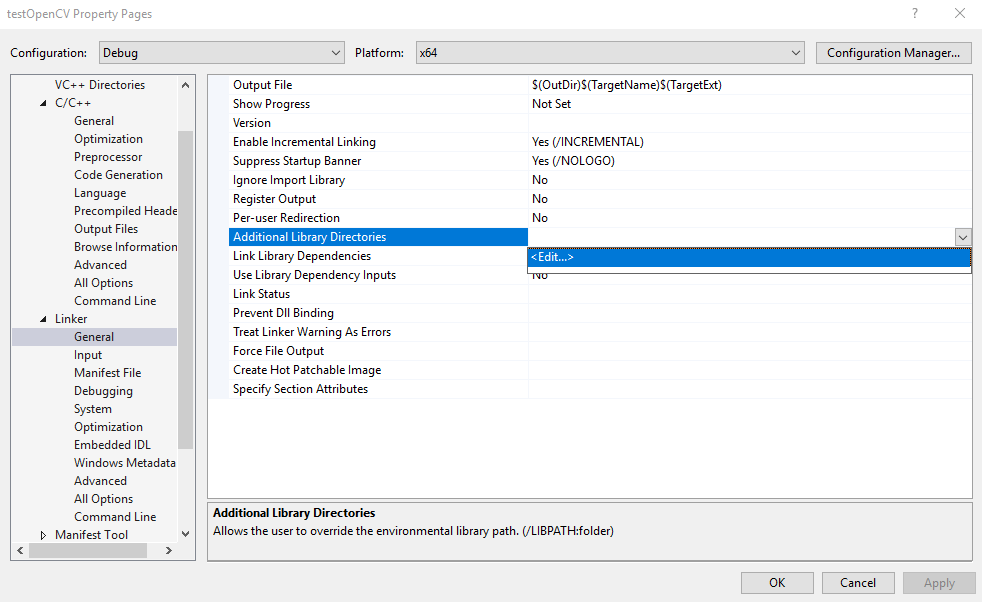 testOpenCV Property Pages ?
Configuration: Debug Platform: x64 Configuration Manager...
VC++ Directories
C/C++
General
Optimization
Preprocessor
Code Generation
Language
Precompiled Heade
Output Files
Browse Information
Advanced
All Options
Command Line
Linker
General
Input
Manifest File
Debugging
System
Optimization
Embedded IDL
Windows Metadata
Advanced
All Options
Command Line
Manifest Tool
Output File $(OutDir)$(TargetName)$(TargetExt)
Show Progress Not Set
Version
Enable Incremental Linking Yes (/INCREMENTAL)
Suppress Startup Banner Yes (/NOLOGO)
Ignore Import Library No
Register Output No
Per-user Redirection No
Additional Library Directories
Link Library Dependencies <Edit...>
Use Library Dependency Inputs No
Link Status
Prevent Dll Binding
Treat Linker Warning As Errors
Force File Output
Create Hot Patchable Image
Specify Section Attributes
Additional Library Directories
Allows the user to override the environmental library path. (/LIBPATH:folder)
OK Cancel Apply